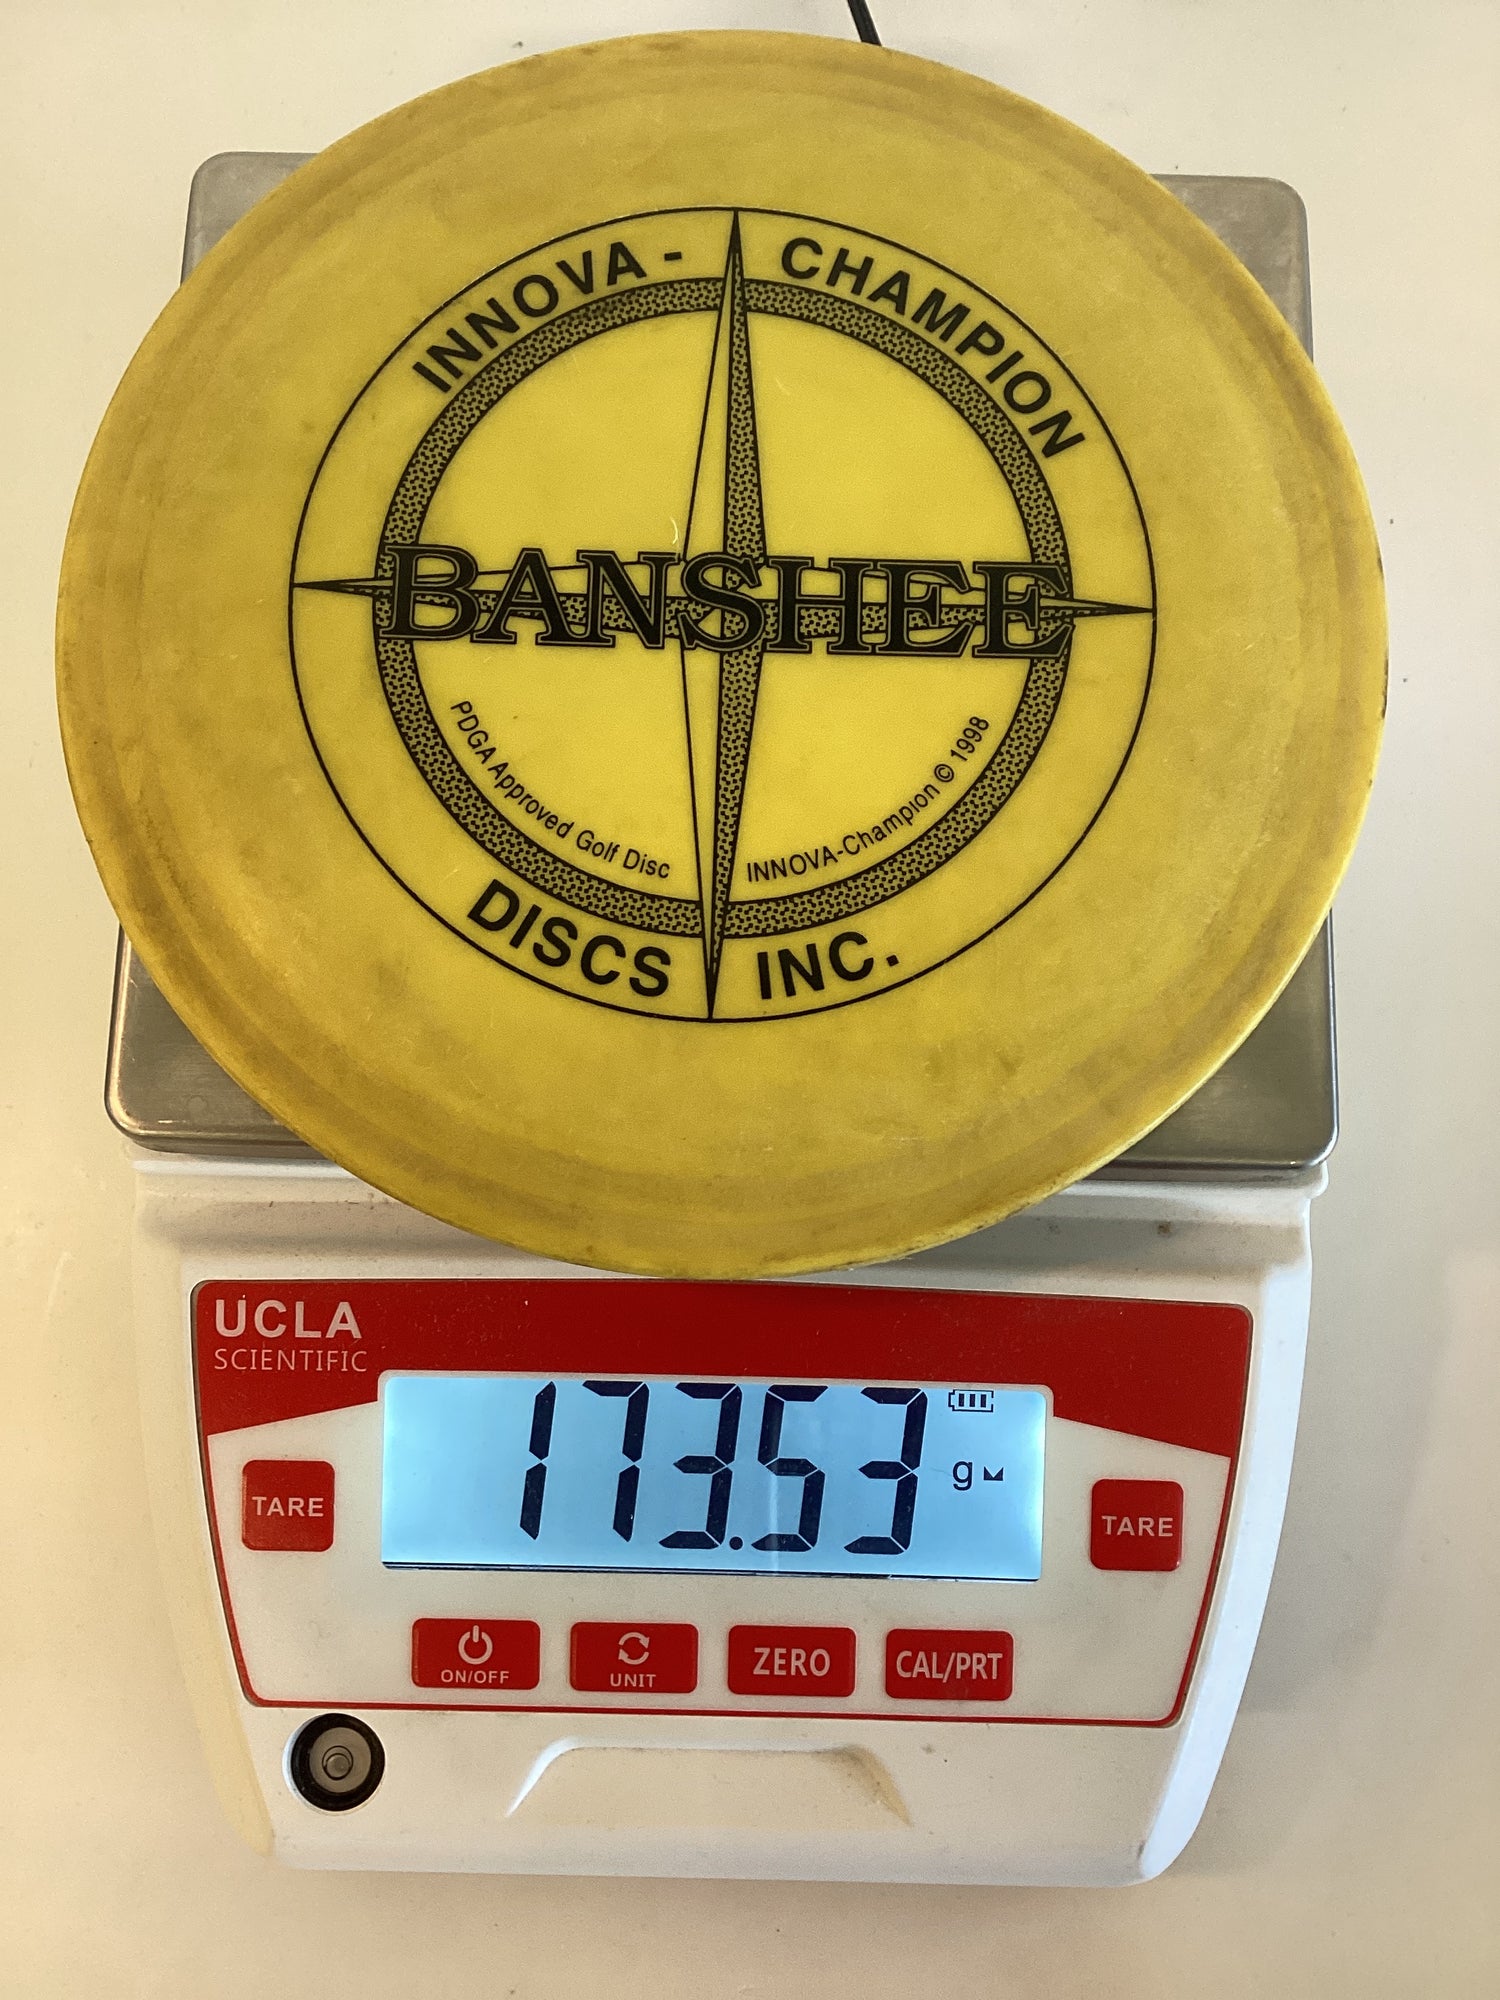 INNOVA - CHAMPION
BANSHEE
PDGA Approved Golf Disc
INNOVA-Champion © 1998
DISCS INC.
UCLA
SCIENTIFIC
173.53 g
TARE
TARE
ON/OFF
UNIT
ZERO
CAL/PRT